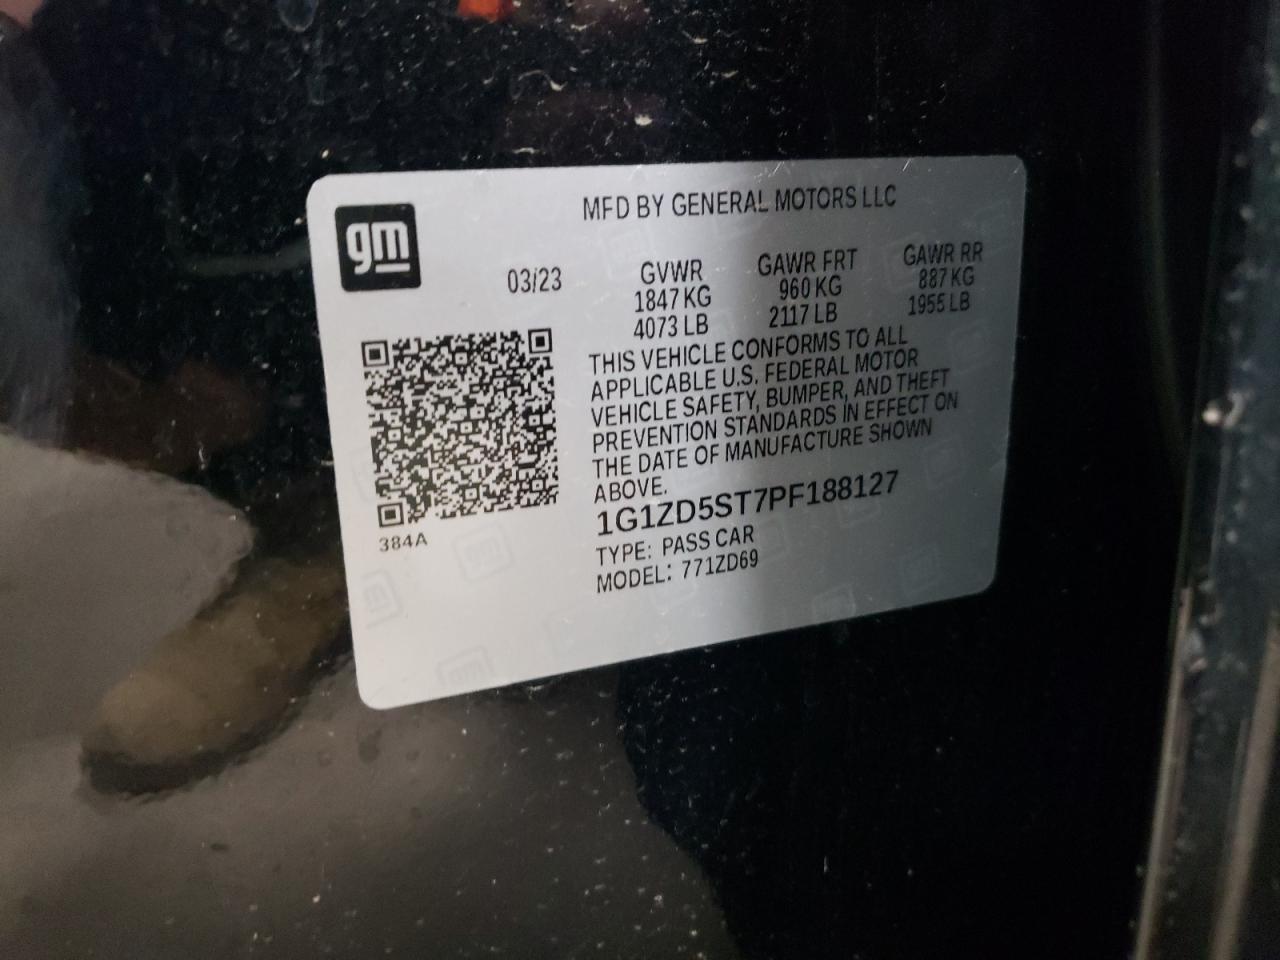 gm
MFD BY GENERAL MOTORS LLC
03/23
GVWR
1847 KG
4073 LB
GAWR FRT
960 KG
2117 LB
GAWR RR
887 KG
1955 LB
THIS VEHICLE CONFORMS TO ALL
APPLICABLE U.S. FEDERAL MOTOR
VEHICLE SAFETY, BUMPER, AND THEFT
PREVENTION STANDARDS IN EFFECT ON
THE DATE OF MANUFACTURE SHOWN
ABOVE.
1G1ZD5ST7PF188127
TYPE: PASS CAR
MODEL: 771ZD69
384A